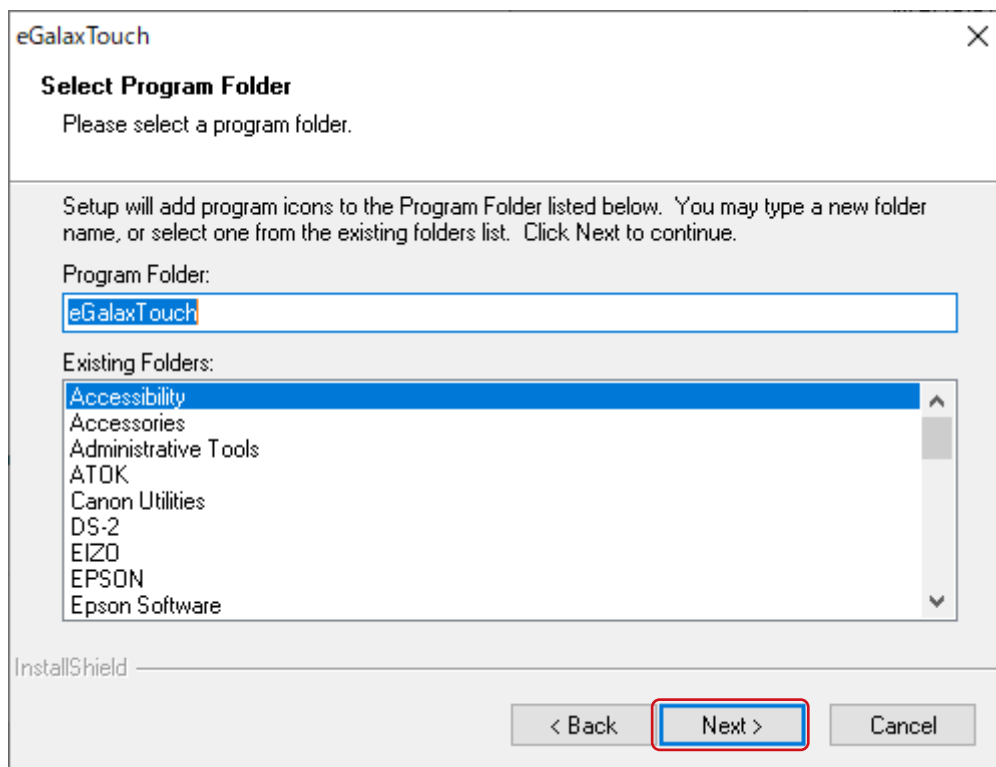 eGalaxTouch
Select Program Folder
Please select a program folder.
Setup will add program icons to the Program Folder listed below.  You may type a new folder
name, or select one from the existing folders list.  Click Next to continue.
Program Folder:
eGalaxTouch
Existing Folders:
Accessibility
Accessories
Administrative Tools
ATOK
Canon Utilities
DS-2
EIZO
EPSON
Epson Software
InstallShield
< Back
Next >
Cancel